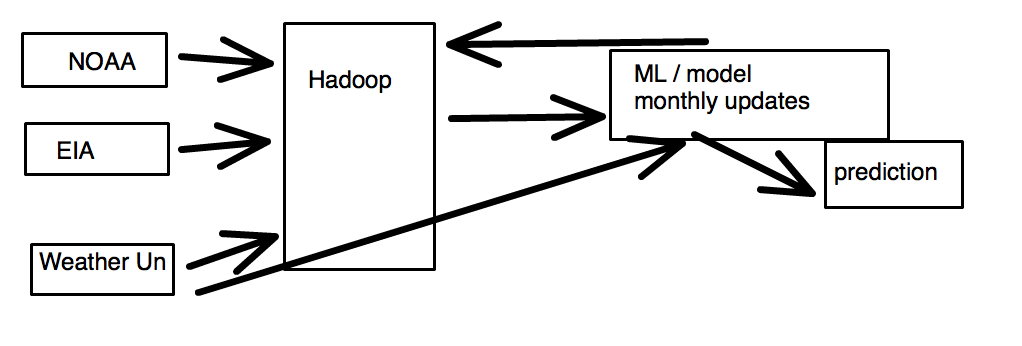 NOAA
Hadoop
ML / model
monthly updates
EIA
prediction
Weather Un